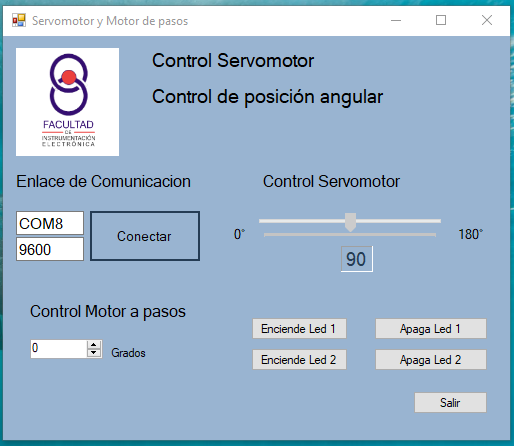 Servomotor y Motor de pasos
Control Servomotor
Control de posición angular
FACULTAD
DE
INSTRUMENTACIÓN
ELECTRÓNICA
Enlace de Comunicacion
Control Servomotor
COM8
9600
Conectar
0°
180°
90
Control Motor a pasos
0
Grados
Enciende Led 1
Apaga Led 1
Enciende Led 2
Apaga Led 2
Salir